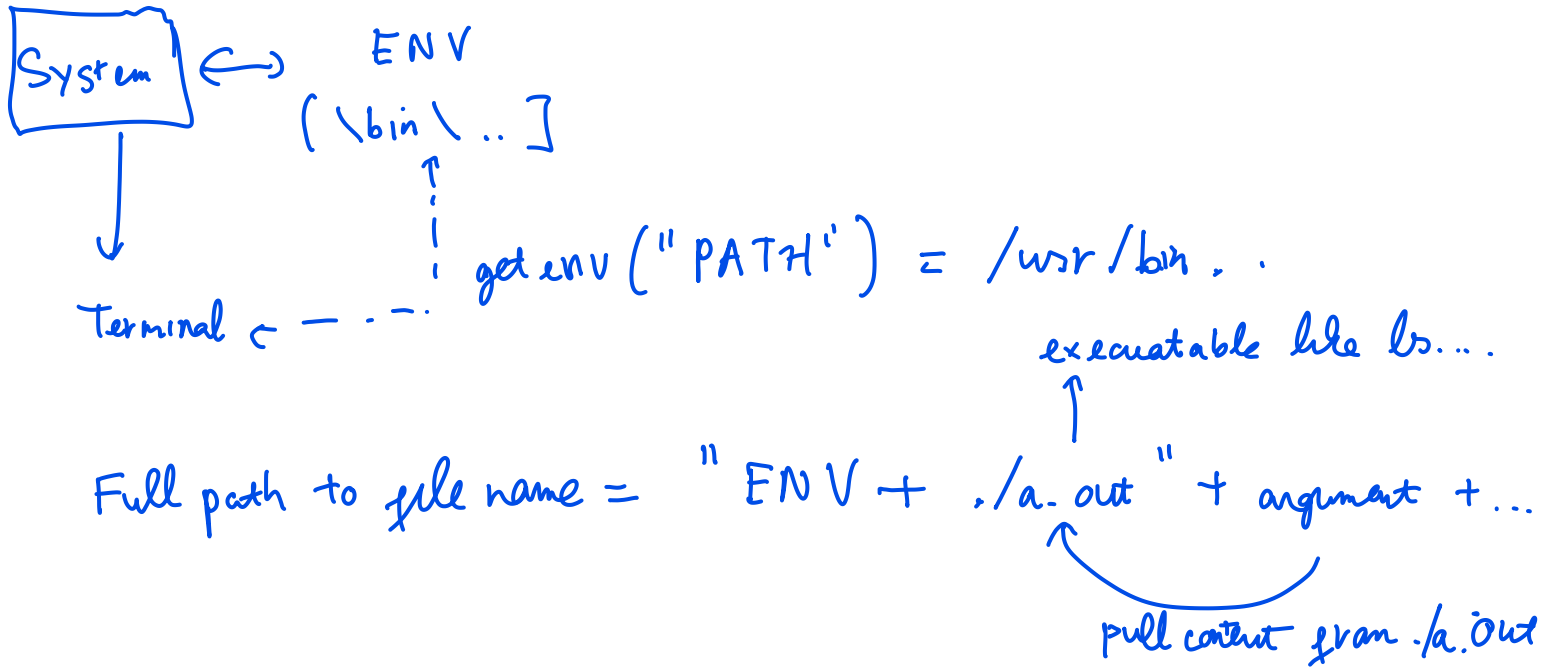 System
ENV
[ \bin \ .. ]
getenv ("PATH") = /usr/bin . .
Terminal
execuatable like ls....
Full path to file name = "ENV + ./a.out" + argument + ...
pull content from ./a.out